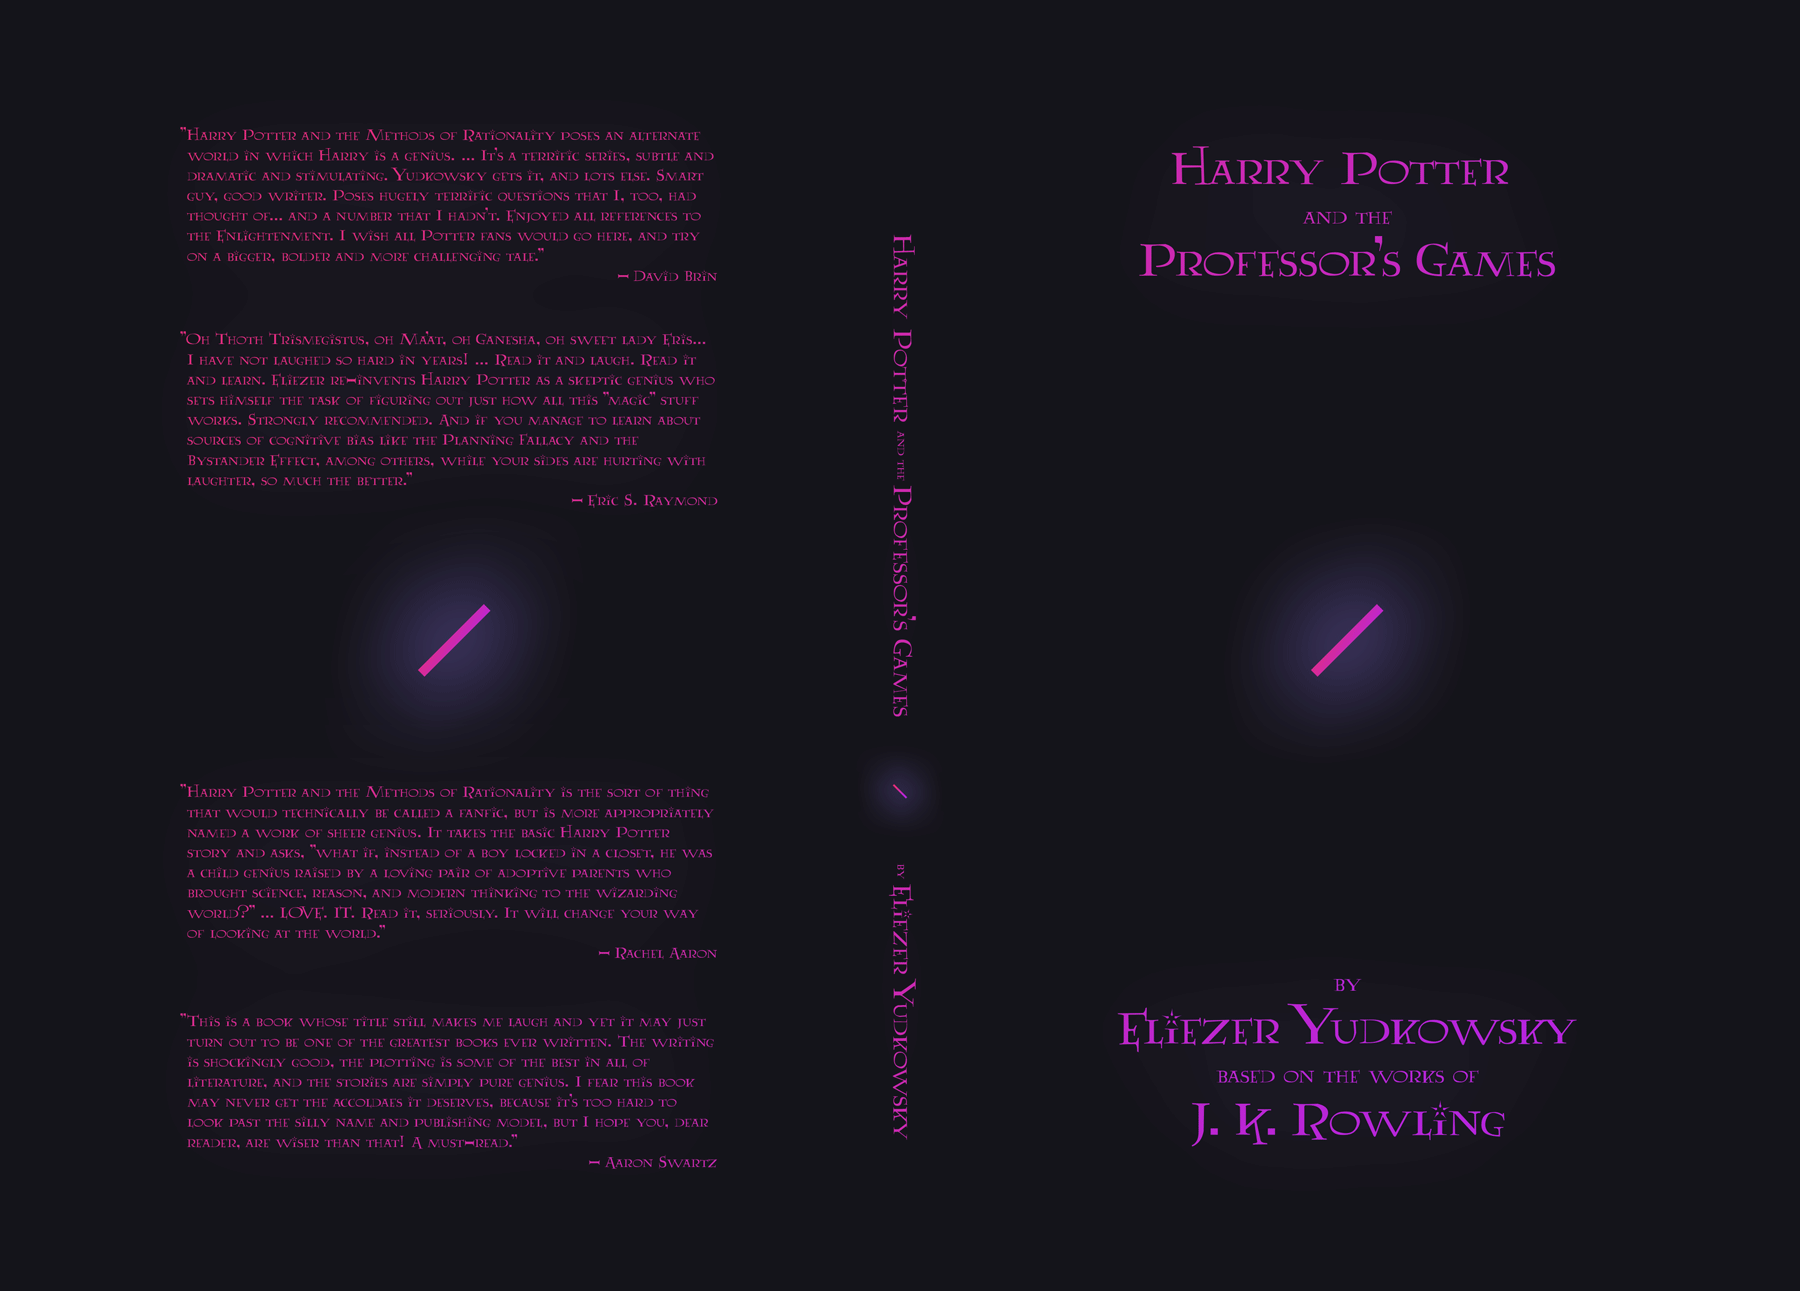 "Harry Potter and the Methods of Rationality poses an alternate
world in which Harry is a genius. ... It's a terrific series, subtle and
dramatic and stimulating. Yudkowsky gets it, and lots else. Smart
guy, good writer. Poses hugely terrific questions that I, too, had
thought of... and a number that I hadn't. Enjoyed all references to
the Enlightenment. I wish all Potter fans would go here, and try
on a bigger, bolder and more challenging tale."
— David Brin
"Oh Thoth Trismegistus, oh Ma'at, oh Ganesha, oh sweet lady Eris...
I have not laughed so hard in years! ... Read it and laugh. Read it
and learn. Eliezer re-invents Harry Potter as a skeptic genius who
sets himself the task of figuring out just how all this "magic" stuff
works. Strongly recommended. And if you manage to learn about
sources of cognitive bias like the Planning Fallacy and the
Bystander Effect, among others, while your sides are hurting with
laughter, so much the better."
— Eric S. Raymond
"Harry Potter and the Methods of Rationality is the sort of thing
that would technically be called a fanfic, but is more appropriately
named a work of sheer genius. It takes the basic Harry Potter
story and asks, "what if, instead of a boy locked in a closet, he was
a child genius raised by a loving pair of adoptive parents who
brought science, reason, and modern thinking to the wizarding
world?" ... LOVE. IT. Read it, seriously. It will change your way
of looking at the world."
— Rachel Aaron
"This is a book whose title still makes me laugh and yet it may just
turn out to be one of the greatest books ever written. The writing
is shockingly good, the plotting is some of the best in all of
literature, and the stories are simply pure genius. I fear this book
may never get the accoldaes it deserves, because it's too hard to
look past the silly name and publishing model, but I hope you, dear
reader, are wiser than that! A must-read."
— Aaron Swartz
Harry Potter and the Professor's Games
by Eliezer Yudkowsky
Harry Potter
and the
Professor's Games
by
Eliezer Yudkowsky
based on the works of
J. K. Rowling